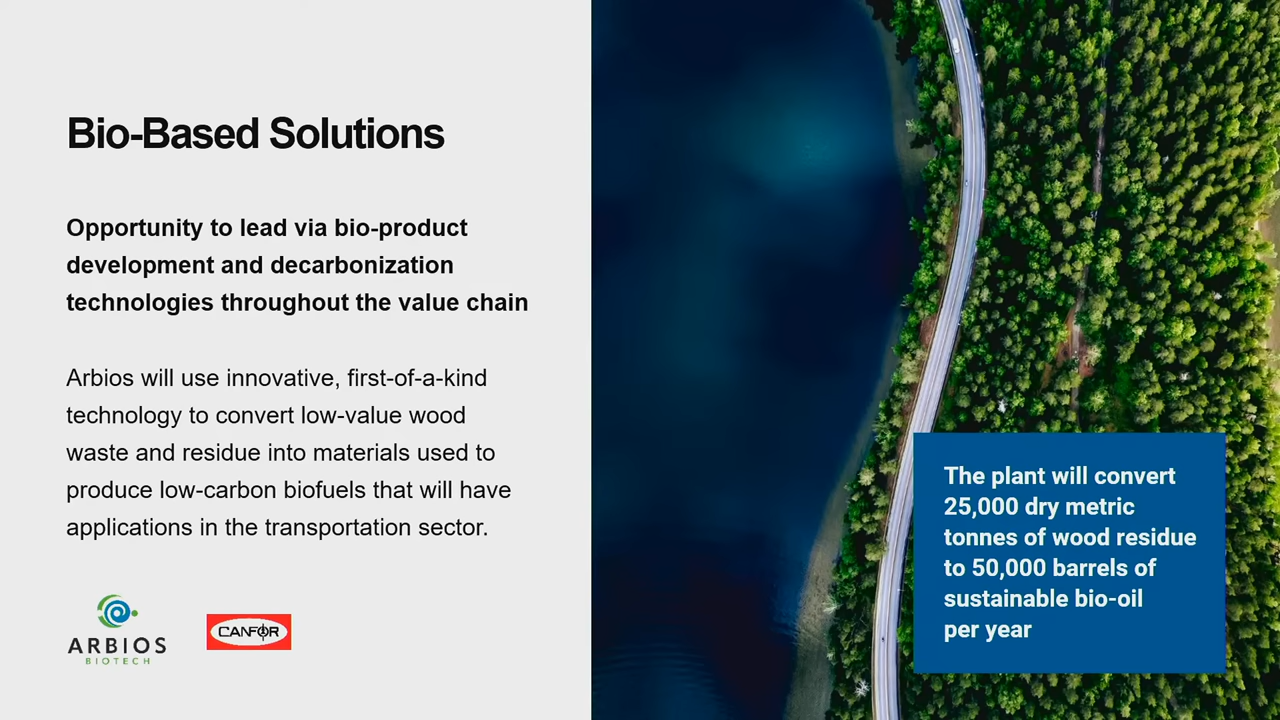 Bio-Based Solutions
Opportunity to lead via bio-product
development and decarbonization
technologies throughout the value chain
Arbios will use innovative, first-of-a-kind
technology to convert low-value wood
waste and residue into materials used to
produce low-carbon biofuels that will have
applications in the transportation sector.
ARBIOS
BIOTECH
CANFOR
The plant will convert
25,000 dry metric
tonnes of wood residue
to 50,000 barrels of
sustainable bio-oil
per year